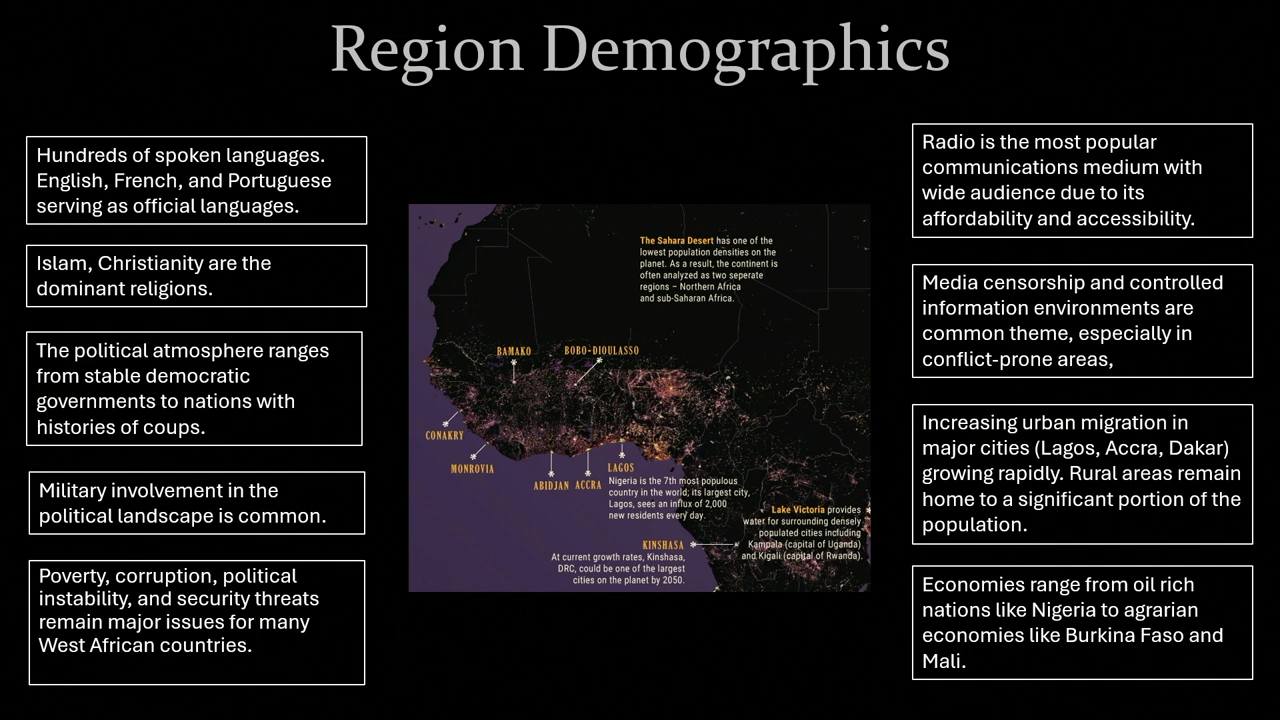 Region Demographics
Hundreds of spoken languages.
English, French, and Portuguese
serving as official languages.
Islam, Christianity are the
dominant religions.
The political atmosphere ranges
from stable democratic
governments to nations with
histories of coups.
Military involvement in the
political landscape is common.
Poverty, corruption, political
instability, and security threats
remain major issues for many
West African countries.
The Sahara Desert has one of the
lowest population densities on the
planet. As a result, the continent is
often analyzed as two seperate
regions – Northern Africa
and sub-Saharan Africa.
BAMAKO
BOBO-DIOULASSO
CONAKRY
MONROVIA
ABIDJAN
ACCRA
LAGOS
Nigeria is the 7th most populous
country in the world; its largest city,
Lagos, sees an influx of 2,000
new residents every day.
Lake Victoria provides
water for surrounding densely
populated cities including
Kampala (capital of Uganda)
and Kigali (capital of Rwanda).
KINSHASA
At current growth rates, Kinshasa,
DRC, could be one of the largest
cities on the planet by 2050.
Radio is the most popular
communications medium with
wide audience due to its
affordability and accessibility.
Media censorship and controlled
information environments are
common theme, especially in
conflict-prone areas,
Increasing urban migration in
major cities (Lagos, Accra, Dakar)
growing rapidly. Rural areas remain
home to a significant portion of the
population.
Economies range from oil rich
nations like Nigeria to agrarian
economies like Burkina Faso and
Mali.